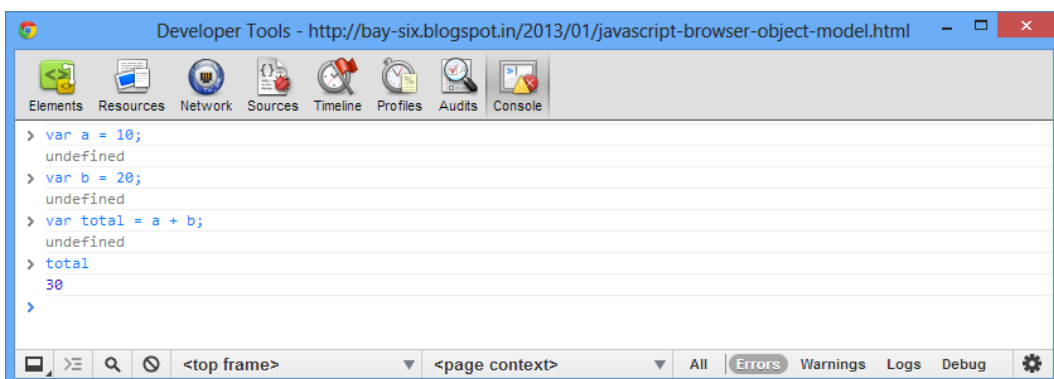 Developer Tools - http://bay-six.blogspot.in/2013/01/javascript-browser-object-model.html
Elements Resources Network Sources Timeline Profiles Audits Console
> var a = 10;
undefined
> var b = 20;
undefined
> var total = a + b;
undefined
> total
30
>
<top frame> ▼ <page context> ▼ All Errors Warnings Logs Debug